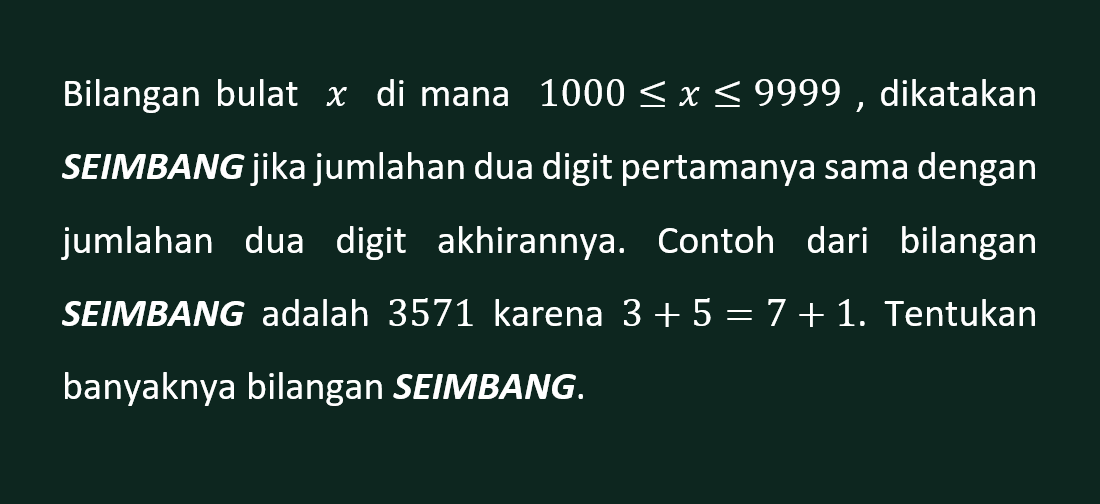 Bilangan bulat x di mana 1000 ≤ x ≤ 9999 , dikatakan
SEIMBANG jika jumlahan dua digit pertamanya sama dengan
jumlahan dua digit akhirannya. Contoh dari bilangan
SEIMBANG adalah 3571 karena 3 + 5 = 7 + 1. Tentukan
banyaknya bilangan SEIMBANG.